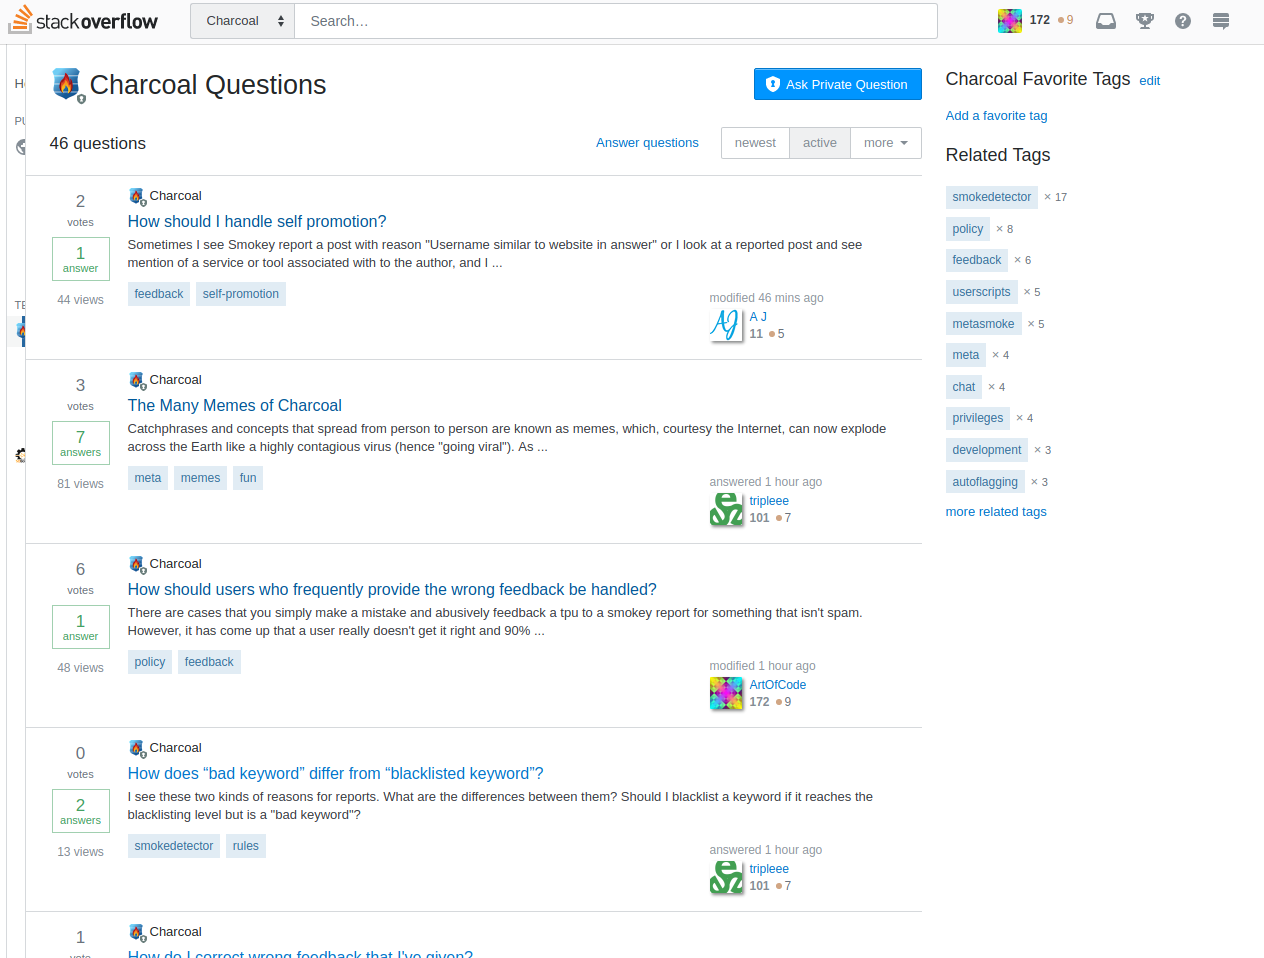 stackoverflow
Charcoal
Search…
172 9
Charcoal Questions
Ask Private Question
46 questions
Answer questions
newest
active
more
2
votes
1
answer
44 views
Charcoal
How should I handle self promotion?
Sometimes I see Smokey report a post with reason "Username similar to website in answer" or I look at a reported post and see
mention of a service or tool associated with to the author, and I ...
feedback self-promotion
modified 46 mins ago
A J
11 5
3
votes
7
answers
81 views
Charcoal
The Many Memes of Charcoal
Catchphrases and concepts that spread from person to person are known as memes, which, courtesy the Internet, can now explode
across the Earth like a highly contagious virus (hence "going viral"). As ...
meta memes fun
answered 1 hour ago
tripleee
101 7
6
votes
1
answer
48 views
Charcoal
How should users who frequently provide the wrong feedback be handled?
There are cases that you simply make a mistake and abusively feedback a tpu to a smokey report for something that isn't spam.
However, it has come up that a user really doesn't get it right and 90% ...
policy feedback
modified 1 hour ago
ArtOfCode
172 9
0
votes
2
answers
13 views
Charcoal
How does “bad keyword” differ from “blacklisted keyword”?
I see these two kinds of reasons for reports. What are the differences between them? Should I blacklist a keyword if it reaches the
blacklisting level but is a "bad keyword"?
smokedetector rules
answered 1 hour ago
tripleee
101 7
1
vote
Charcoal
How do I correct wrong feedback that I've given?
Charcoal Favorite Tags edit
Add a favorite tag
Related Tags
smokedetector × 17
policy × 8
feedback × 6
userscripts × 5
metasmoke × 5
meta × 4
chat × 4
privileges × 4
development × 3
autoflagging × 3
more related tags